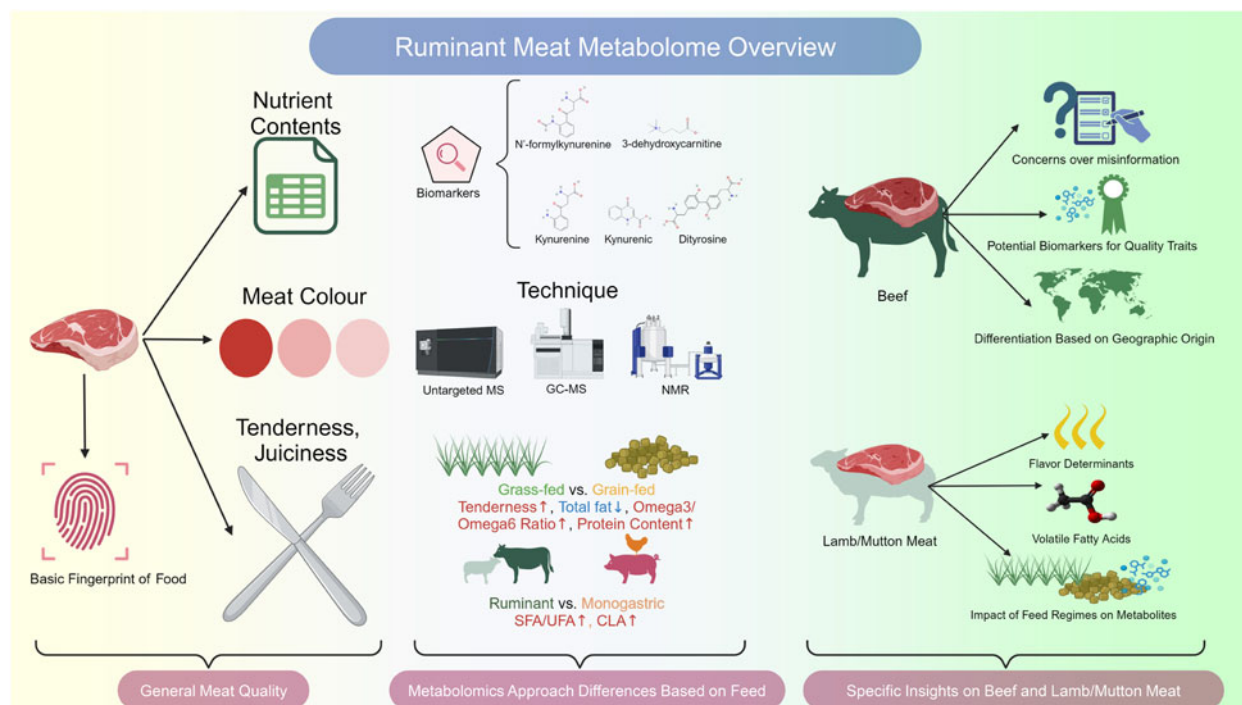 Ruminant Meat Metabolome Overview
Nutrient
Contents
Meat Colour
Tenderness,
Juiciness
Basic Fingerprint of Food
General Meat Quality
Biomarkers
N'-formylkynurenine
3-dehydroxycarnitine
Kynurenine
Kynurenic
Dityrosine
Technique
Untargeted MS
GC-MS
NMR
Grass-fed vs. Grain-fed
Tenderness↑, Total fat↓, Omega3/
Omega6 Ratio↑, Protein Content↑
Ruminant vs. Monogastric
SFA/UFA↑, CLA↑
Metabolomics Approach Differences Based on Feed
Beef
Concerns over misinformation
Potential Biomarkers for Quality Traits
Differentiation Based on Geographic Origin
Lamb/Mutton Meat
Flavor Determinants
Volatile Fatty Acids
Impact of Feed Regimes on Metabolites
Specific Insights on Beef and Lamb/Mutton Meat